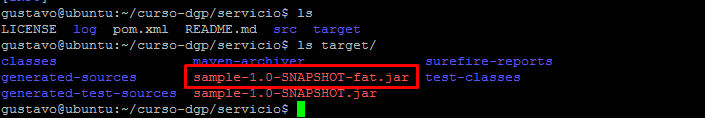 gustavo@ubuntu:~/curso-dgp/servicio$ ls
LICENSE log pom.xml README.md src target
gustavo@ubuntu:~/curso-dgp/servicio$ ls target/
classes maven-archiver surefire-reports
generated-sources sample-1.0-SNAPSHOT-fat.jar test-classes
generated-test-sources sample-1.0-SNAPSHOT.jar
gustavo@ubuntu:~/curso-dgp/servicio$